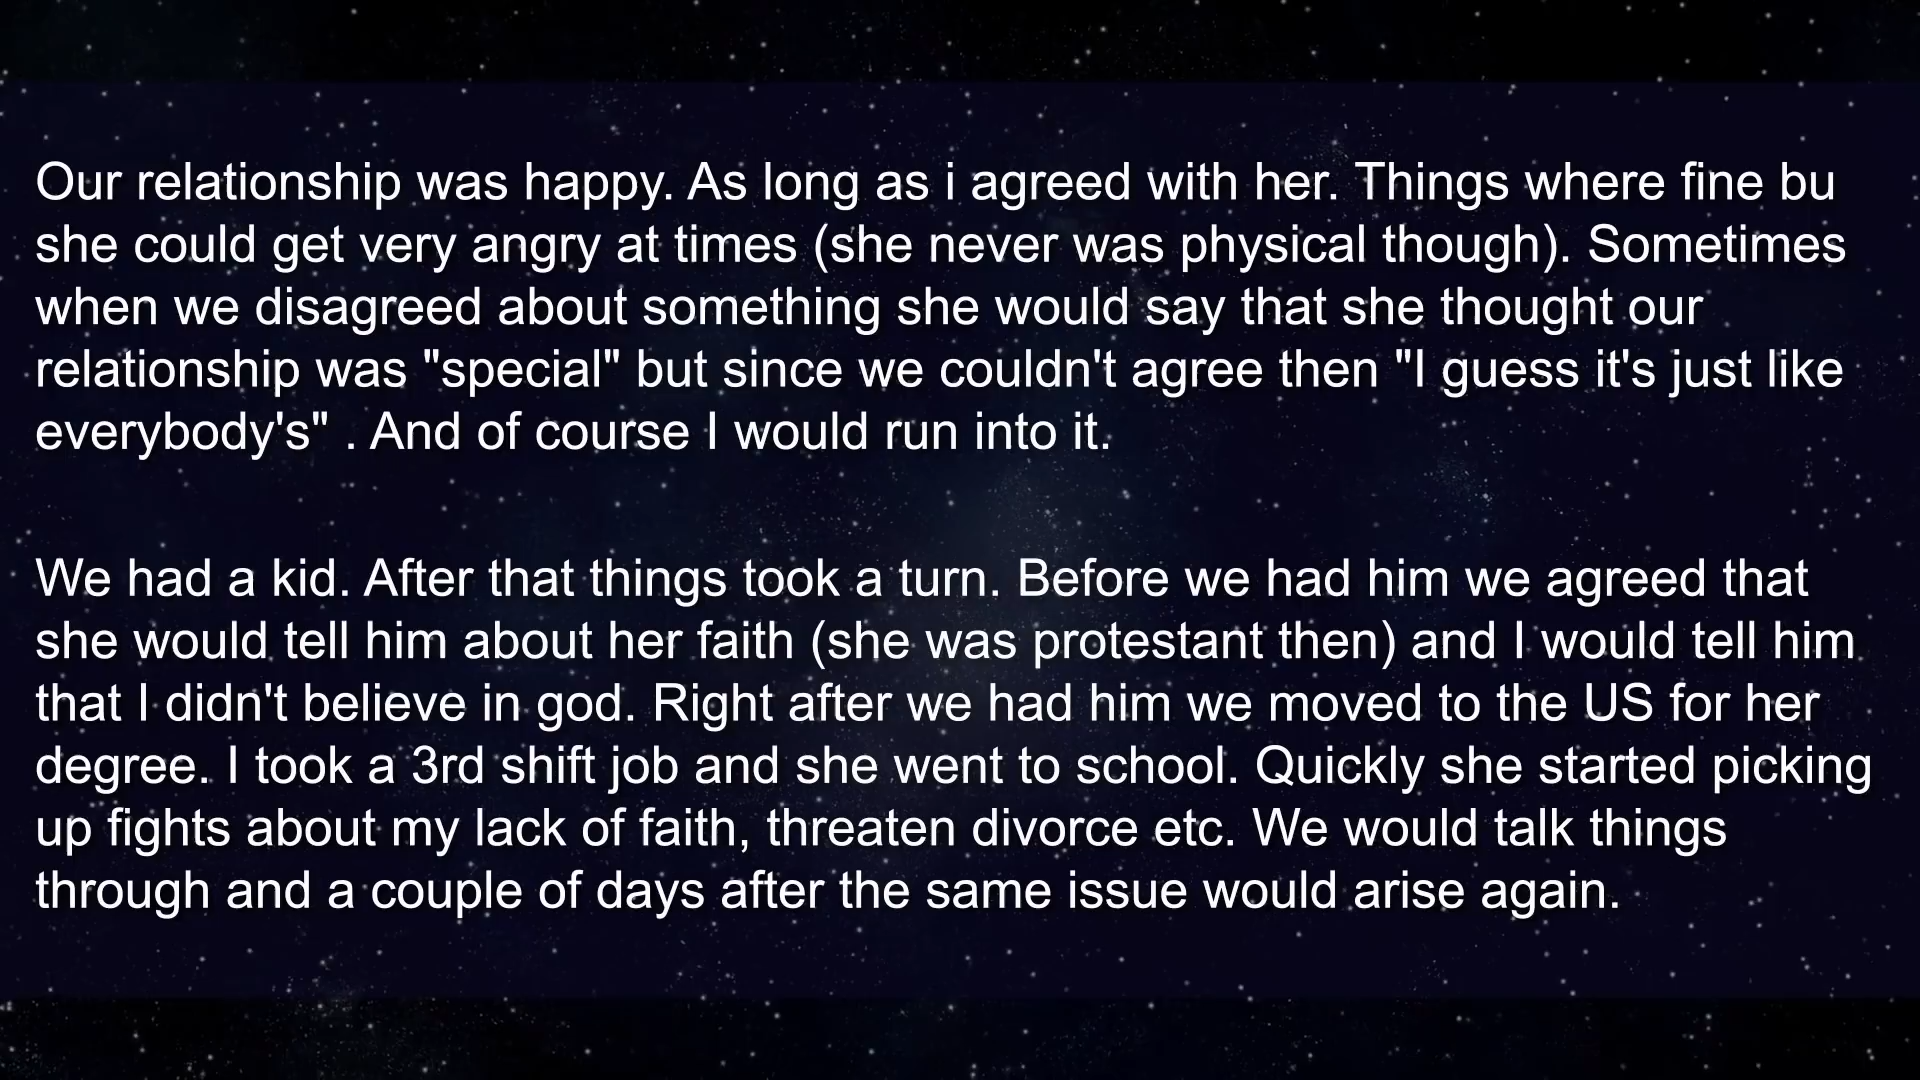 Our relationship was happy. As long as i agreed with her. Things where fine bu
she could get very angry at times (she never was physical though). Sometimes
when we disagreed about something she would say that she thought our
relationship was "special" but since we couldn't agree then "I guess it's just like
everybody's" . And of course I would run into it.
We had a kid. After that things took a turn. Before we had him we agreed that
she would tell him about her faith (she was protestant then) and I would tell him
that I didn't believe in god. Right after we had him we moved to the US for her
degree. I took a 3rd shift job and she went to school. Quickly she started picking
up fights about my lack of faith, threaten divorce etc. We would talk things
through and a couple of days after the same issue would arise again.